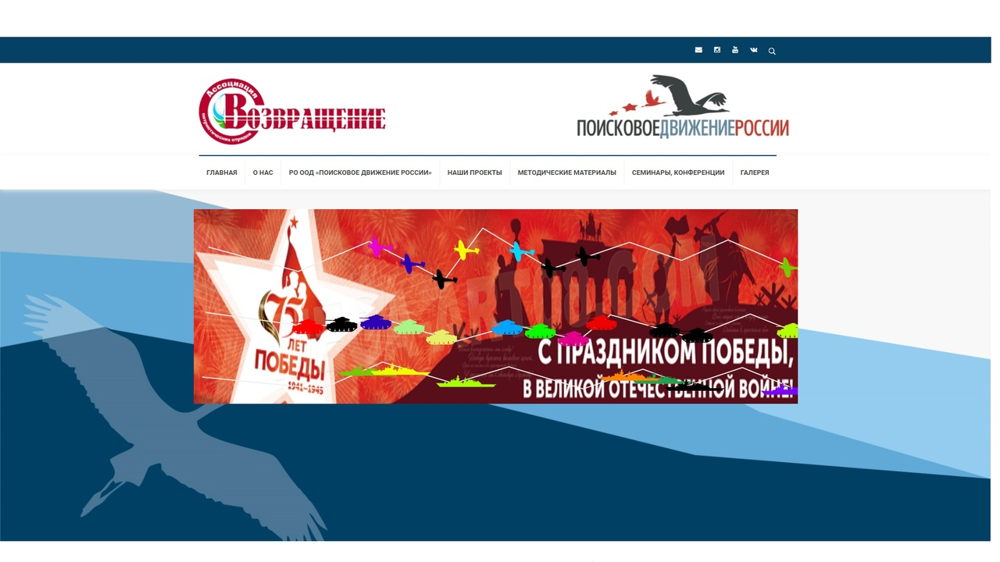 Ассоциация
ВОЗВРАЩЕНИЕ
патриотических отрядов
ПОИСКОВОЕДВИЖЕНИЕРОССИИ
ГЛАВНАЯ
О НАС
РО ООД «ПОИСКОВОЕ ДВИЖЕНИЕ РОССИИ»
НАШИ ПРОЕКТЫ
МЕТОДИЧЕСКИЕ МАТЕРИАЛЫ
СЕМИНАРЫ, КОНФЕРЕНЦИИ
ГАЛЕРЕЯ
75
ЛЕТ
ПОБЕДЫ
1941–1945
С ПРАЗДНИКОМ ПОБЕДЫ,
В ВЕЛИКОЙ ОТЕЧЕСТВЕННОЙ ВОЙНЕ!